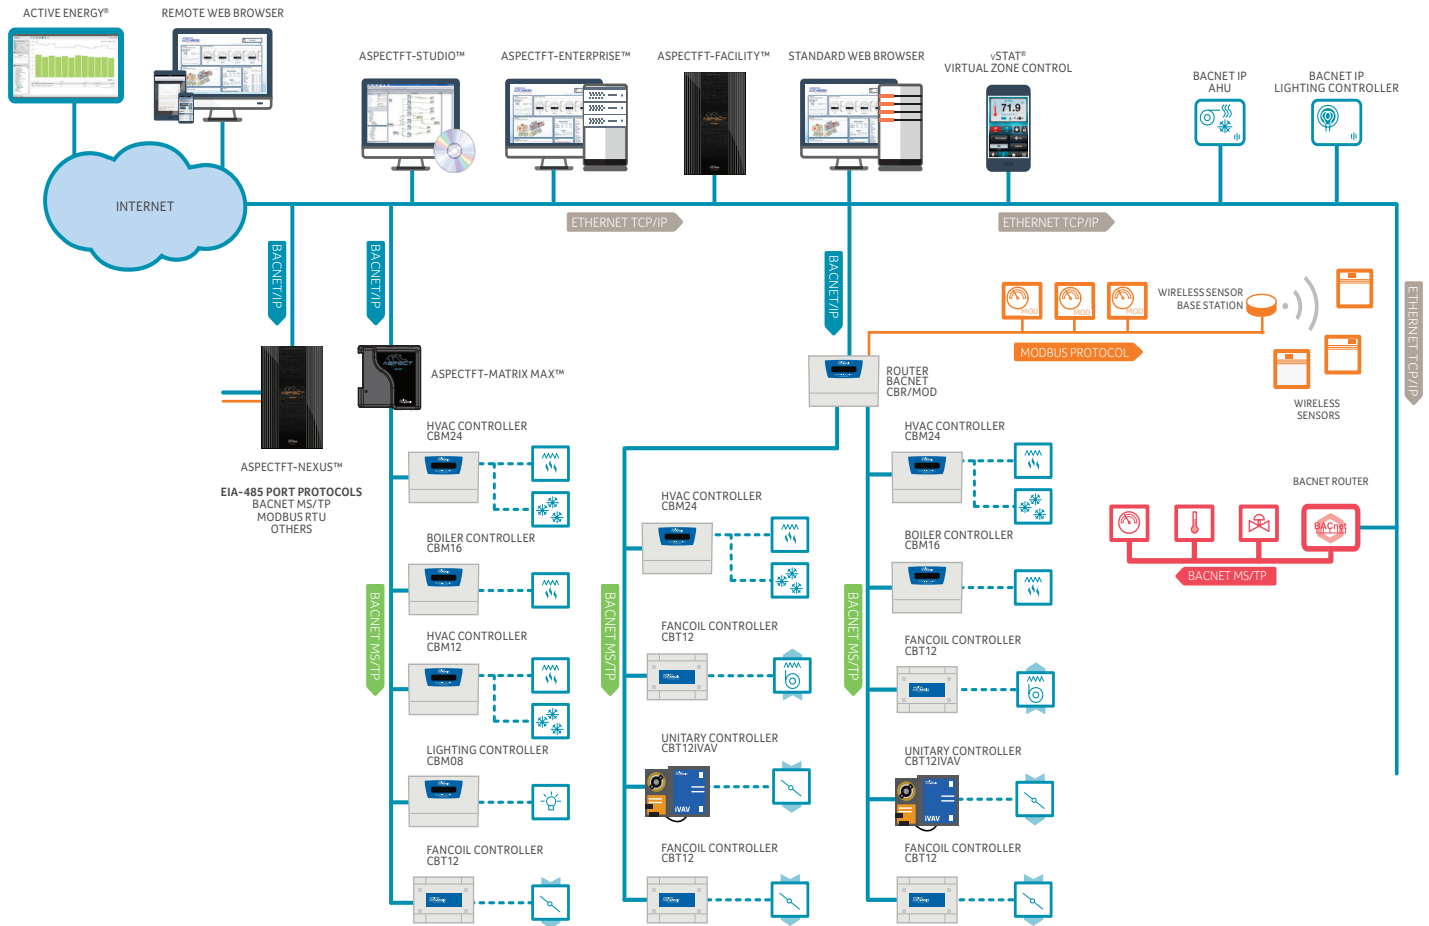 ACTIVE ENERGY®
REMOTE WEB BROWSER
ASPECTFT-STUDIO™
ASPECTFT-ENTERPRISE™
ASPECTFT-FACILITY™
STANDARD WEB BROWSER
vSTAT®
VIRTUAL ZONE CONTROL
BACNET IP
AHU
BACNET IP
LIGHTING CONTROLLER
71.9
ASPECT
INTERNET
ETHERNET TCP/IP
ETHERNET TCP/IP
BACNET/IP
BACNET/IP
BACNET/IP
ETHERNET TCP/IP
MOD
MOD
MOD
WIRELESS SENSOR
BASE STATION
MODBUS PROTOCOL
WIRELESS
SENSORS
ASPECT
ASPECT
ASPECTFT-MATRIX MAX™
ROUTER
BACNET
CBR/MOD
ASPECTFT-NEXUS™
EIA-485 PORT PROTOCOLS
BACNET MS/TP
MODBUS RTU
OTHERS
HVAC CONTROLLER
CBM24
BOILER CONTROLLER
CBM16
BACNET MS/TP
HVAC CONTROLLER
CBM12
LIGHTING CONTROLLER
CBM08
FANCOIL CONTROLLER
CBT12
HVAC CONTROLLER
CBM24
BACNET MS/TP
FANCOIL CONTROLLER
CBT12
UNITARY CONTROLLER
CBT12IVAV
iVAV
FANCOIL CONTROLLER
CBT12
HVAC CONTROLLER
CBM24
BOILER CONTROLLER
CBM16
BACNET MS/TP
FANCOIL CONTROLLER
CBT12
UNITARY CONTROLLER
CBT12IVAV
iVAV
FANCOIL CONTROLLER
CBT12
BACNET ROUTER
BACnet
BACNET MS/TP